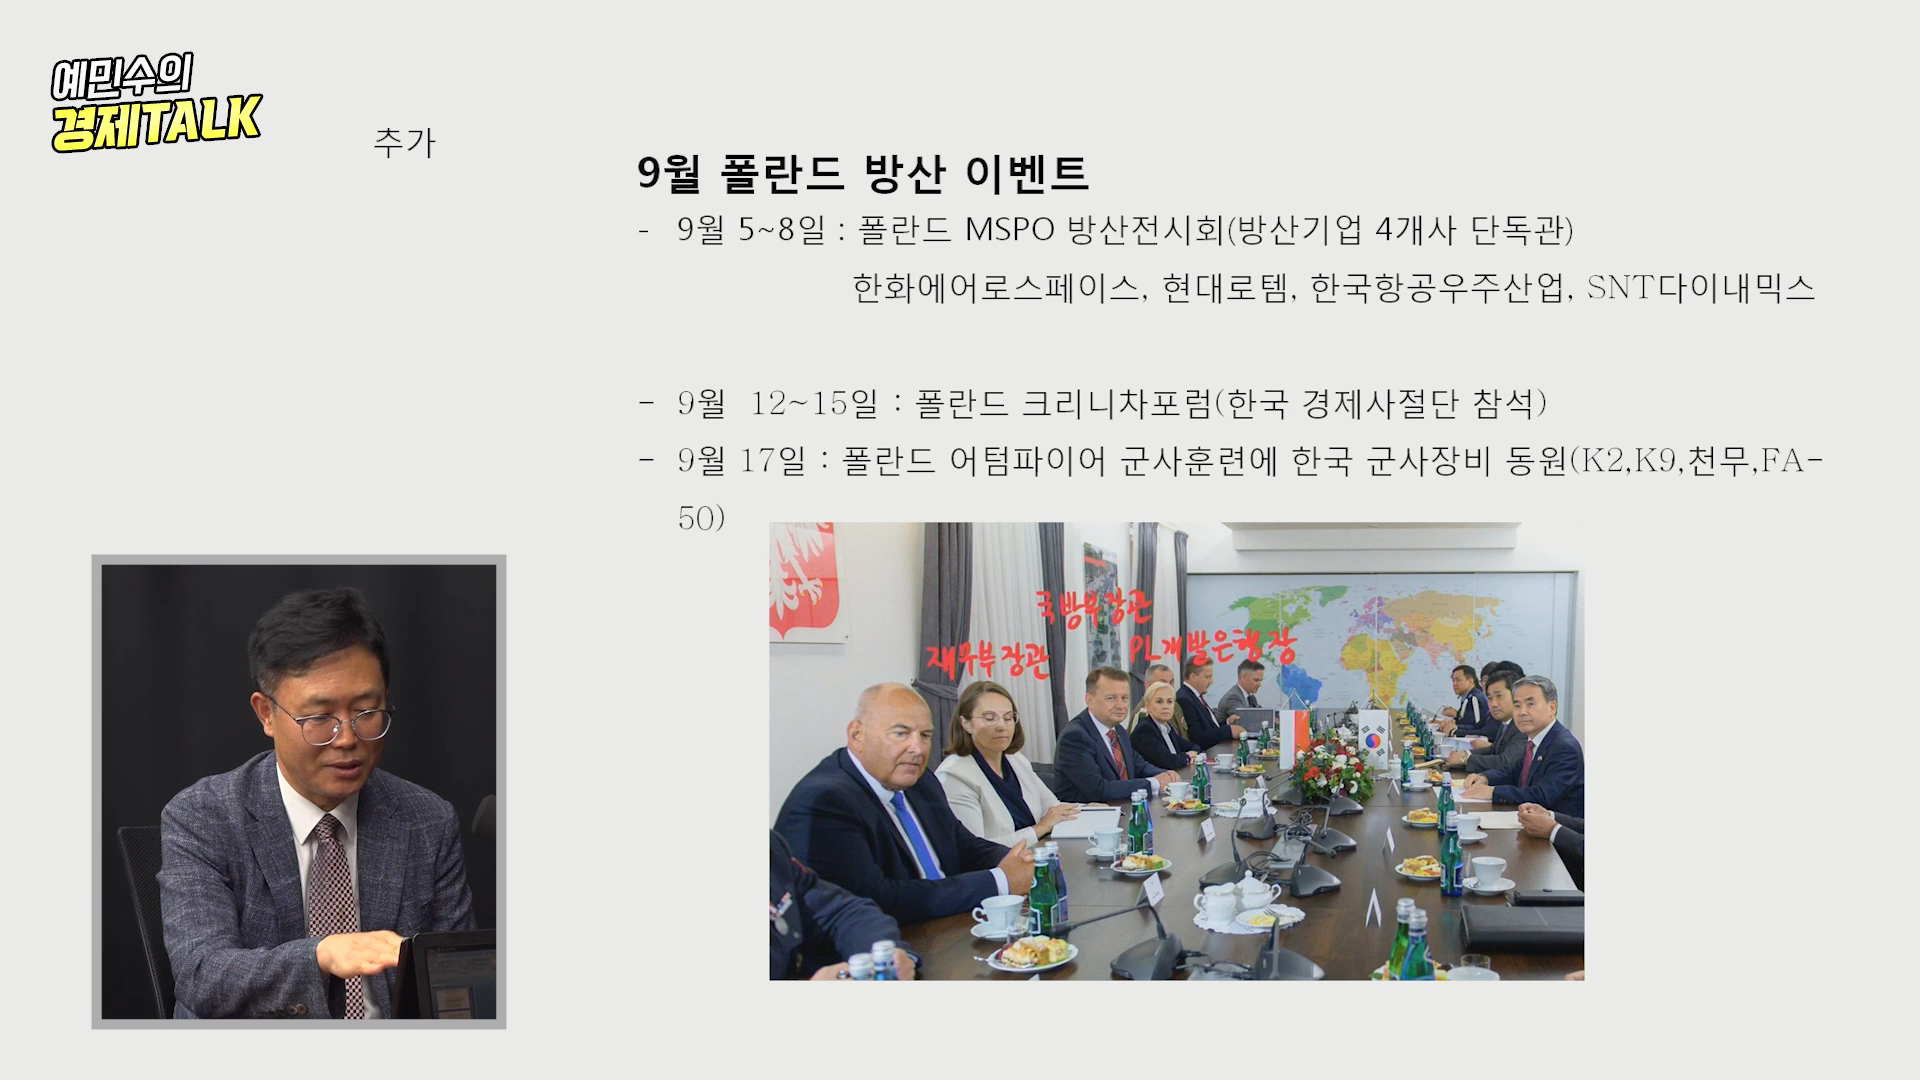 예민수의
경제TALK
추가
9월 폴란드 방산 이벤트
- 9월 5~8일 : 폴란드 MSPO 방산전시회(방산기업 4개사 단독관)
한화에어로스페이스, 현대로템, 한국항공우주산업, SNT다이내믹스
- 9월 12~15일 : 폴란드 크리니차포럼(한국 경제사절단 참석)
- 9월 17일 : 폴란드 어텀파이어 군사훈련에 한국 군사장비 동원(K2,K9,천무,FA-
50)
국방부장관
재무부장관
PL개발은행장